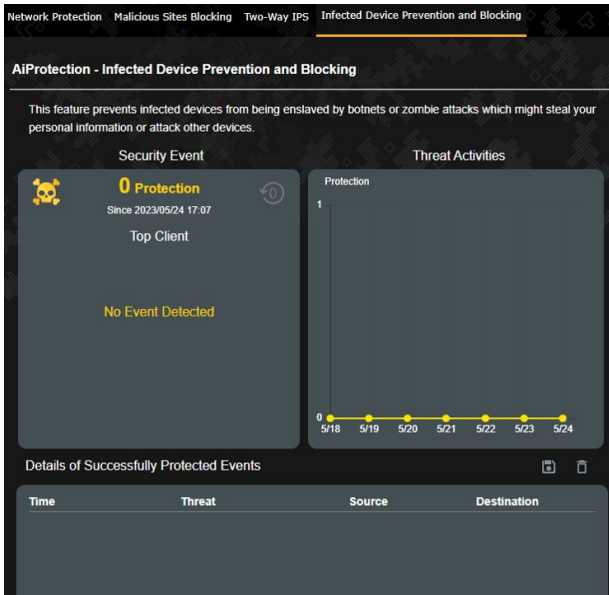 Network Protection Malicious Sites Blocking Two-Way IPS Infected Device Prevention and Blocking
AiProtection - Infected Device Prevention and Blocking
This feature prevents infected devices from being enslaved by botnets or zombie attacks which might steal your
personal information or attack other devices.
Security Event
0 Protection
Since 2023/05/24 17:07
Top Client
No Event Detected
Threat Activities
Protection
1
0
5/18 5/19 5/20 5/21 5/22 5/23 5/24
Details of Successfully Protected Events
Time Threat Source Destination